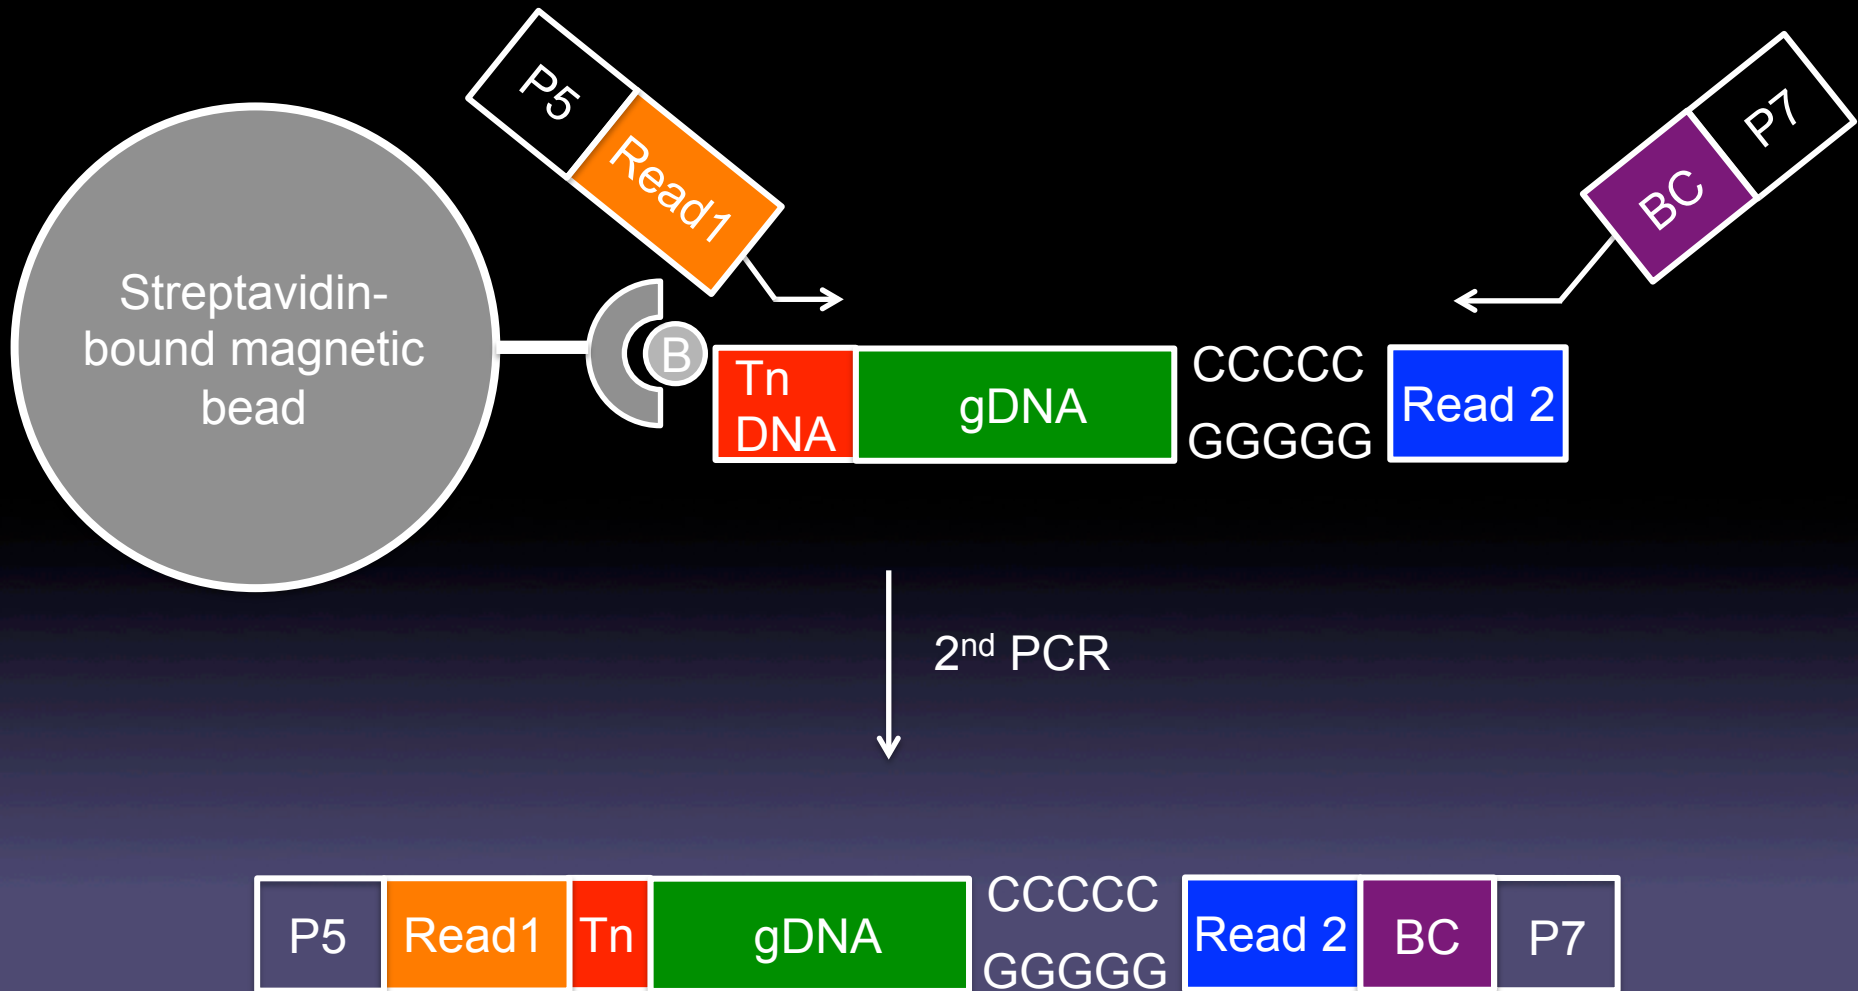 P5
Read1
BC
P7
Streptavidin-
bound magnetic
bead
B
Tn
DNA
gDNA
CCCCC
GGGGG
Read 2
2nd PCR
P5
Read1
Tn
gDNA
CCCCC
GGGGG
Read 2
BC
P7